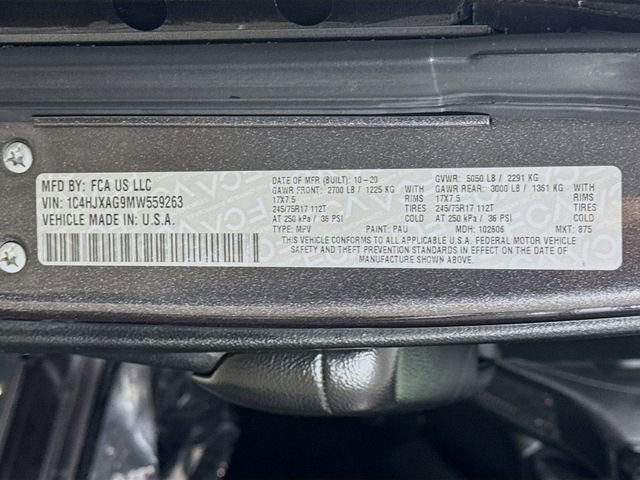 MFD BY: FCA US LLC
VIN: 1C4HJXAG9MW559263
VEHICLE MADE IN U.S.A.
DATE OF MFR (BUILT): 10-20 GVWR: 5050 LB / 2291 KG
GAWR FRONT: 2700 LB / 1225 KG WITH GAWR REAR: 3000 LB / 1361 KG WITH
17X7.5 RIMS 17X7.5 RIMS
245/75R17 112T TIRES 245/75R17 112T TIRES
AT 250 kPa / 36 PSI COLD AT 250 kPa / 36 PSI COLD
TYPE: MPV PAINT: PAU MDH: 102606 MKT: 875
THIS VEHICLE CONFORMS TO ALL APPLICABLE U.S.A. FEDERAL MOTOR VEHICLE
SAFETY AND THEFT PREVENTION STANDARDS IN EFFECT ON THE DATE OF
MANUFACTURE SHOWN ABOVE.